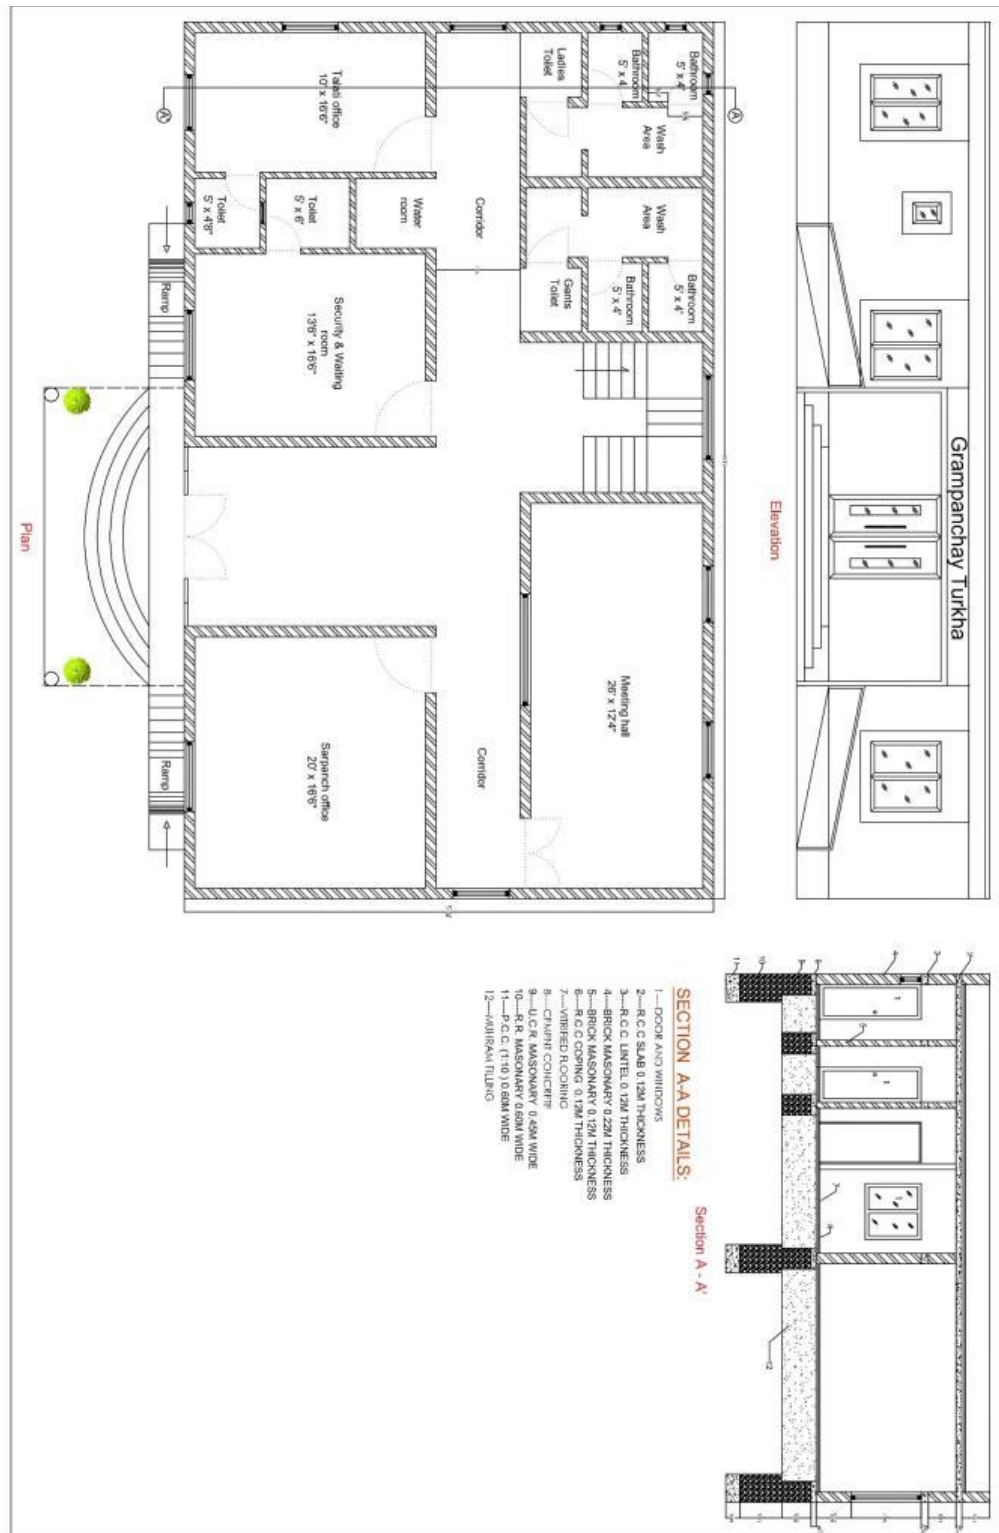 Grampanchay Turkha
Elevation
Bathroom
5' x 4'
Bathroom
5' x 4'
Ladies
Toilet
Wash
Area
Wash
Area
Bathroom
5' x 4'
Bathroom
5' x 4'
Gents
Toilet
Talati office
10' x 16'6"
Corridor
Water
room
Toilet
5' x 6'
Toilet
5' x 4'8"
Security & Waiting
room
13'6" x 16'6"
Meeting hall
26' x 12'4"
Corridor
Sarpanch office
20' x 16'6"
Ramp
Ramp
A
A
Plan
Section A - A'
SECTION A-A DETAILS:
1----DOOR AND WINDOWS
2----R.C.C SLAB 0.12M THICKNESS
3----R.C.C. LINTEL 0.12M THICKNESS
4----BRICK MASONARY 0.22M THICKNESS
5----BRICK MASONARY 0.12M THICKNESS
6----R.C.C COPING 0.12M THICKNESS
7----VITRIFIED FLOORING
8----CEMENT CONCRETE
9----U.C.R. MASONARY 0.45M WIDE
10----R.R. MASONARY 0.60M WIDE
11----P.C.C. (1:10) 0.60M WIDE
12----MUHRAM FILLING